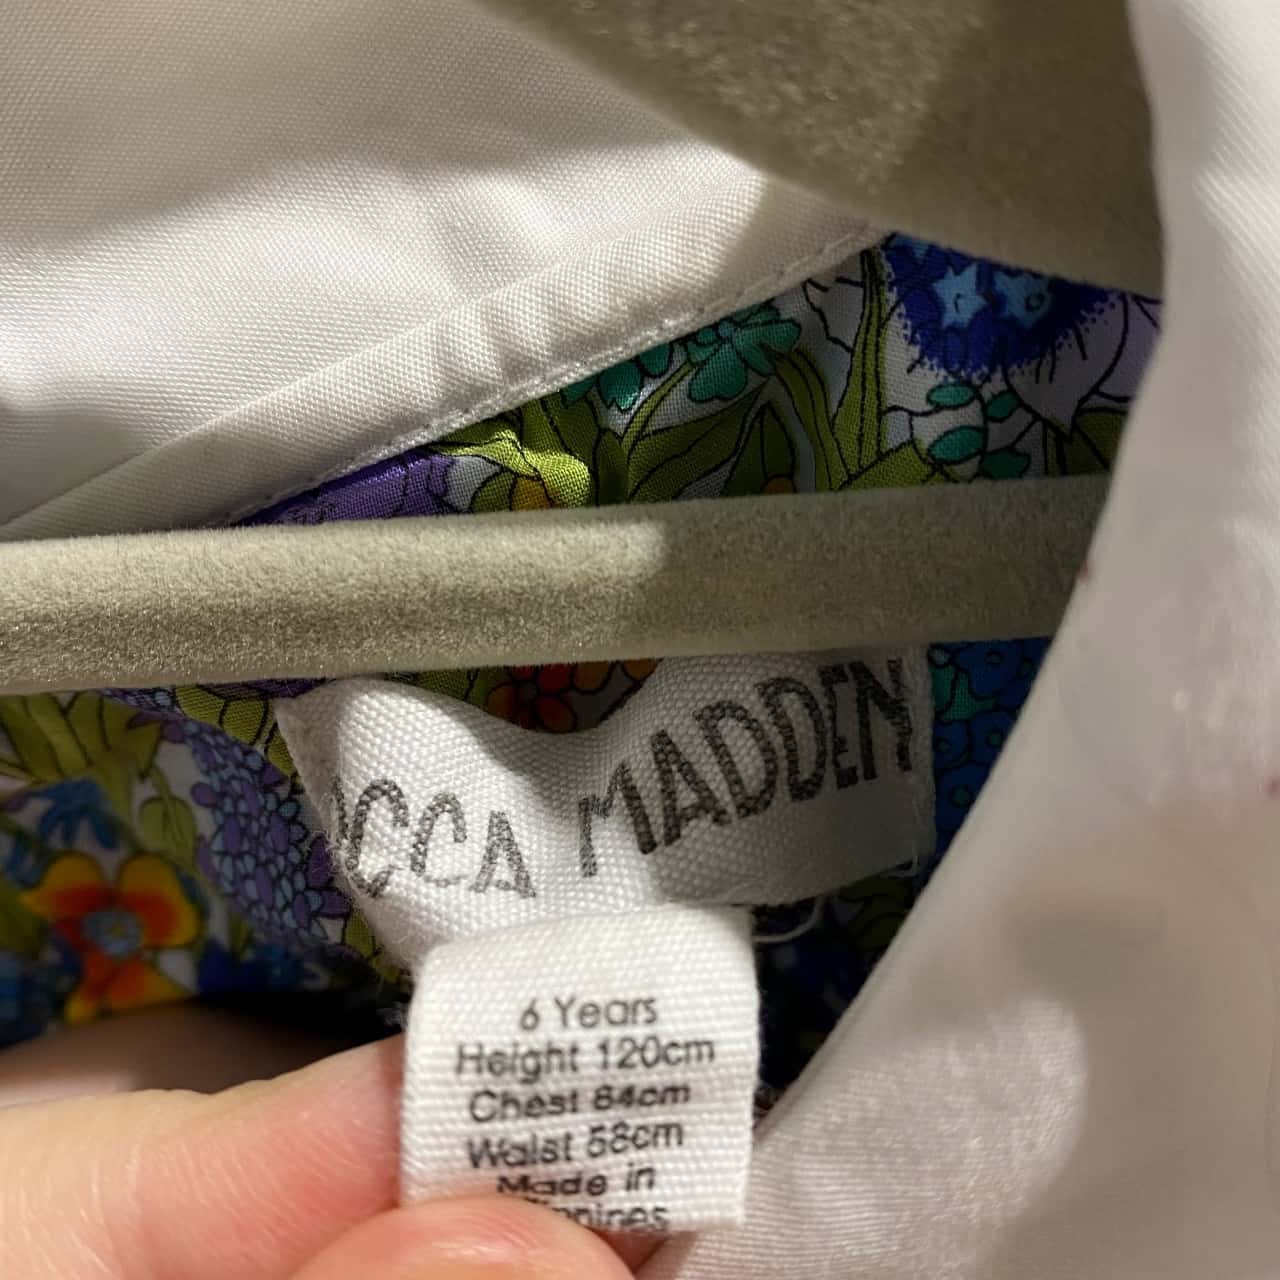 CCA MADDEN
6 Years
Height 120cm
Chest 64cm
Waist 58cm
Made in